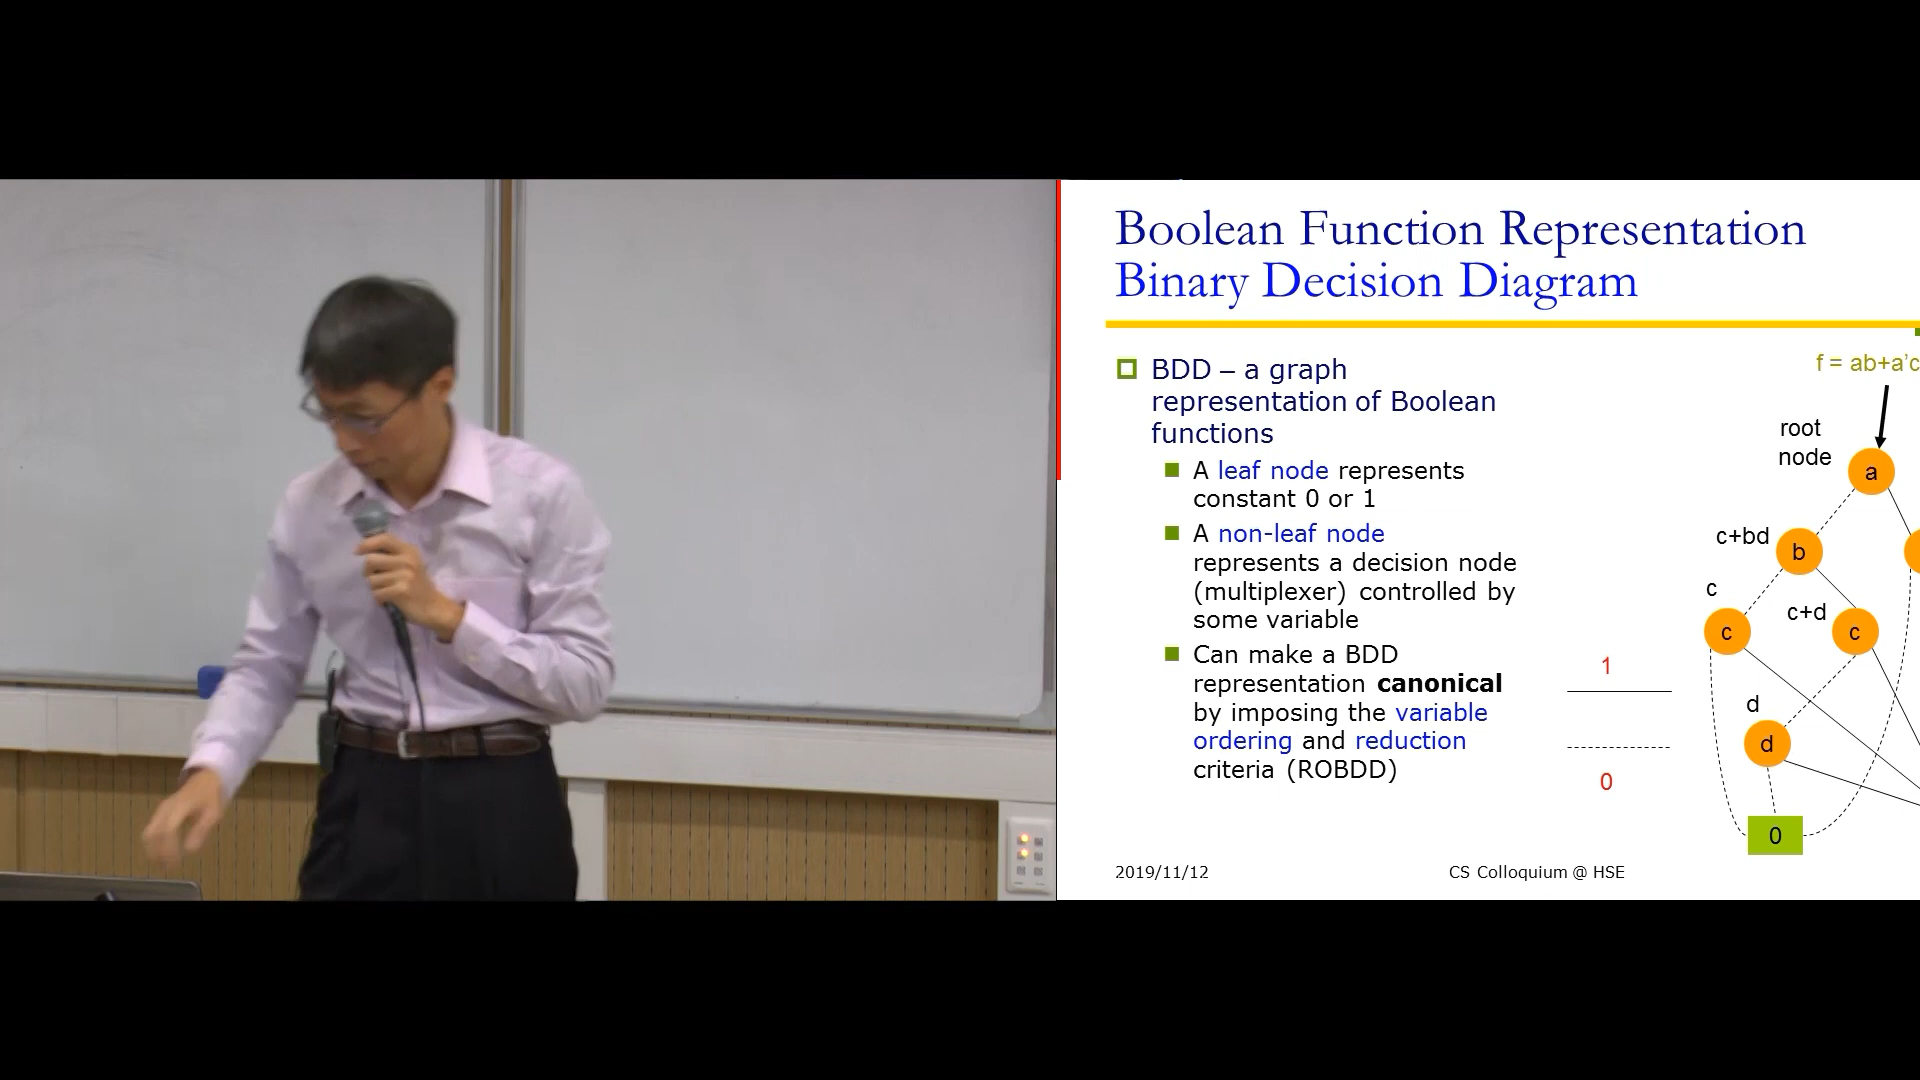 Boolean Function Representation
Binary Decision Diagram
BDD – a graph
representation of Boolean
functions
A leaf node represents
constant 0 or 1
A non-leaf node
represents a decision node
(multiplexer) controlled by
some variable
Can make a BDD
representation canonical
by imposing the variable
ordering and reduction
criteria (ROBDD)
1
0
f = ab+a’c
root
node
a
c+bd
b
c
c+d
c
c
d
d
0
2019/11/12
CS Colloquium @ HSE